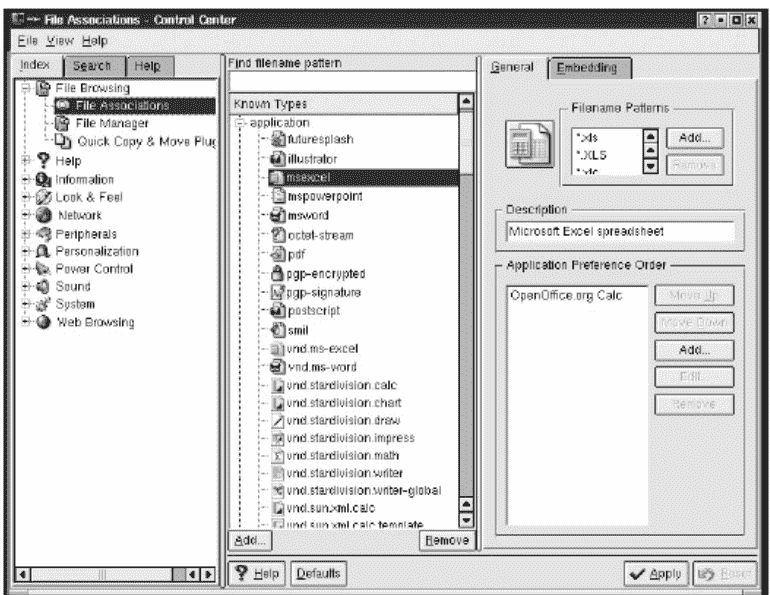 File Associations - Control Center
File View Help
Index Search Help
File Browsing
File Associations
File Manager
Quick Copy & Move Plug
Help
Information
Look & Feel
Network
Peripherals
Personalization
Power Control
Sound
System
Web Browsing
Find filename pattern
Known Types
application
futuresplash
illustrator
msexcel
mspowerpoint
msword
octet-stream
pdf
pgp-encrypted
pgp-signature
postscript
smil
vnd.ms-excel
vnd.ms-word
vnd.stardivision.calc
vnd.stardivision.chart
vnd.stardivision.draw
vnd.stardivision.impress
vnd.stardivision.math
vnd.stardivision.writer
vnd.stardivision.writer-global
vnd.sun.xml.calc
vnd.sun.xml.calc.template
Add... Remove
General Embedding
Filename Patterns
*.xls
*.XLS
Add...
Remove
Description
Microsoft Excel spreadsheet
Application Preference Order
OpenOffice.org Calc
Move Up
Move Down
Add...
Edit...
Remove
Help Defaults
Apply Reset